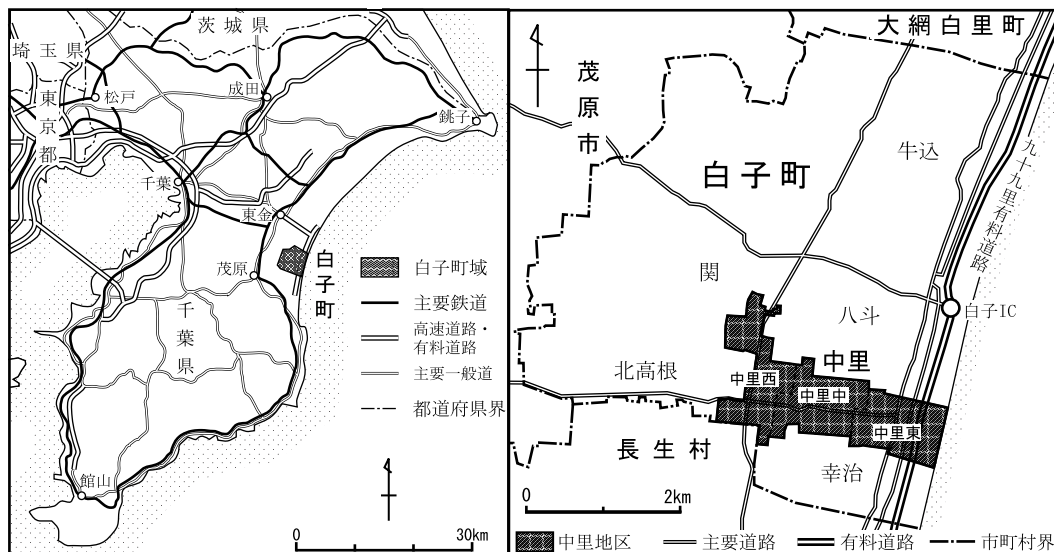 茨城県
埼玉県
東京都
松戸
成田
銚子
千葉
東金
白子町
茂原
千葉県
館山
白子町域
主要鉄道
高速道路・
有料道路
主要一般道
都道府県界
0 30km
大網白里町
茂原市
白子町
牛込
九十九里有料道路
関
八斗
白子IC
中里
北高根
中里西
中里中
中里東
長生村
幸治
0 2km
中里地区 主要道路 有料道路 市町村界